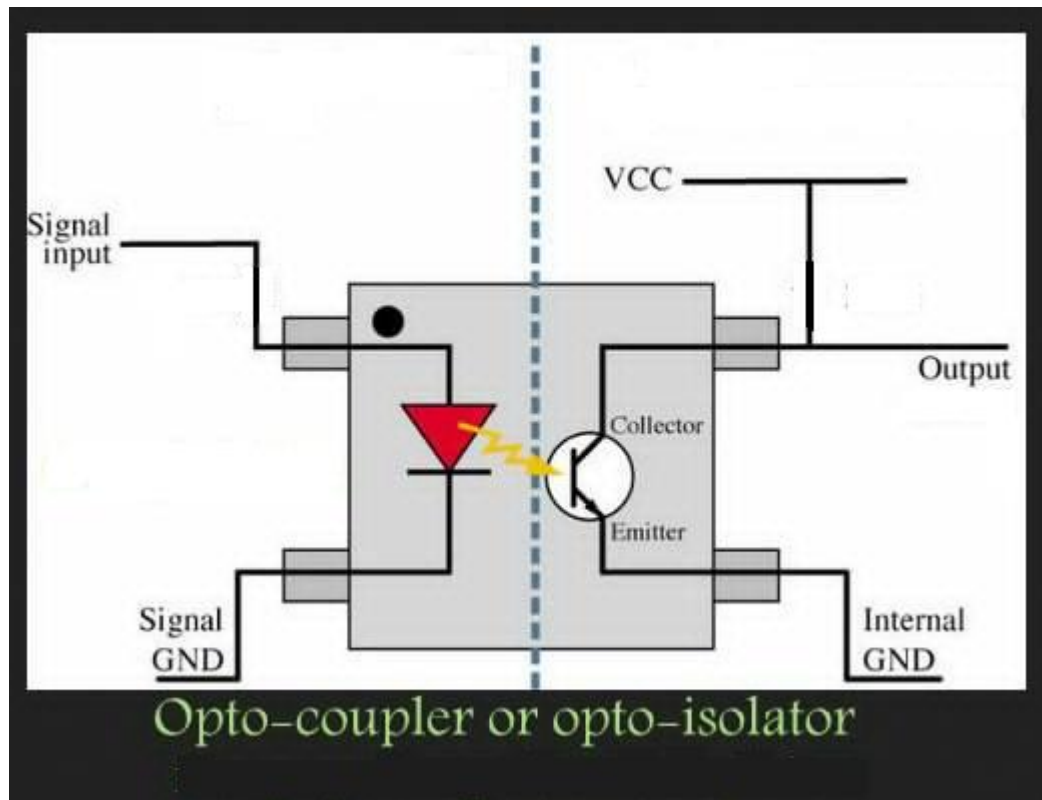 VCC
Signal
input
Output
Collector
Emitter
Signal
GND
Internal
GND
Opto-coupler or opto-isolator